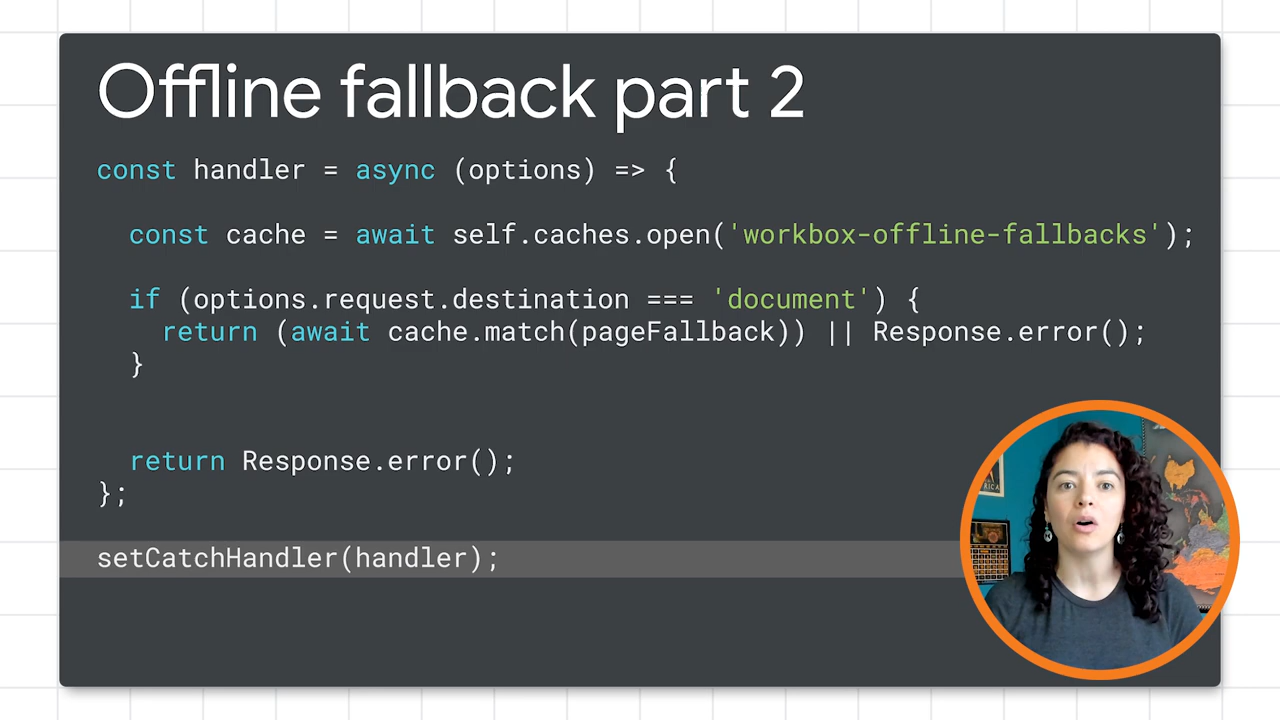 Offline fallback part 2
const handler = async (options) => {
const cache = await self.caches.open('workbox-offline-fallbacks');
if (options.request.destination === 'document') {
return (await cache.match(pageFallback)) || Response.error();
}
return Response.error();
};
setCatchHandler(handler);